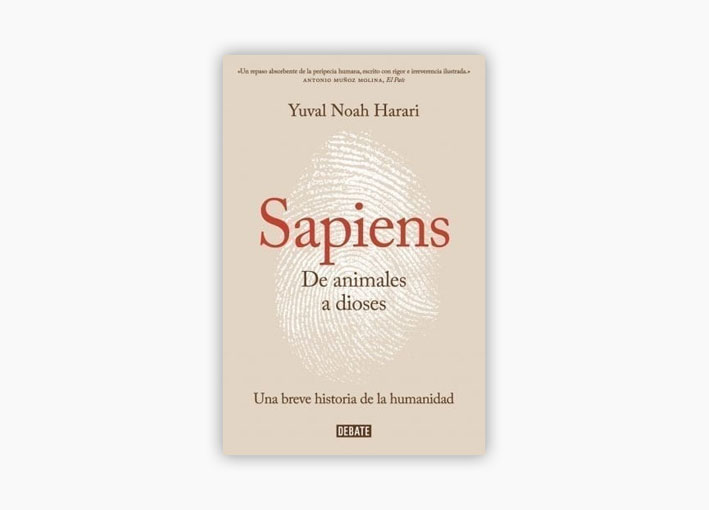 «Un repaso absorbente de la peripecia humana, escrito con rigor e irreverencia ilustrada.»
ANTONIO MUÑOZ MOLINA, El País
Yuval Noah Harari
Sapiens
De animales
a dioses
Una breve historia de la humanidad
DEBATE